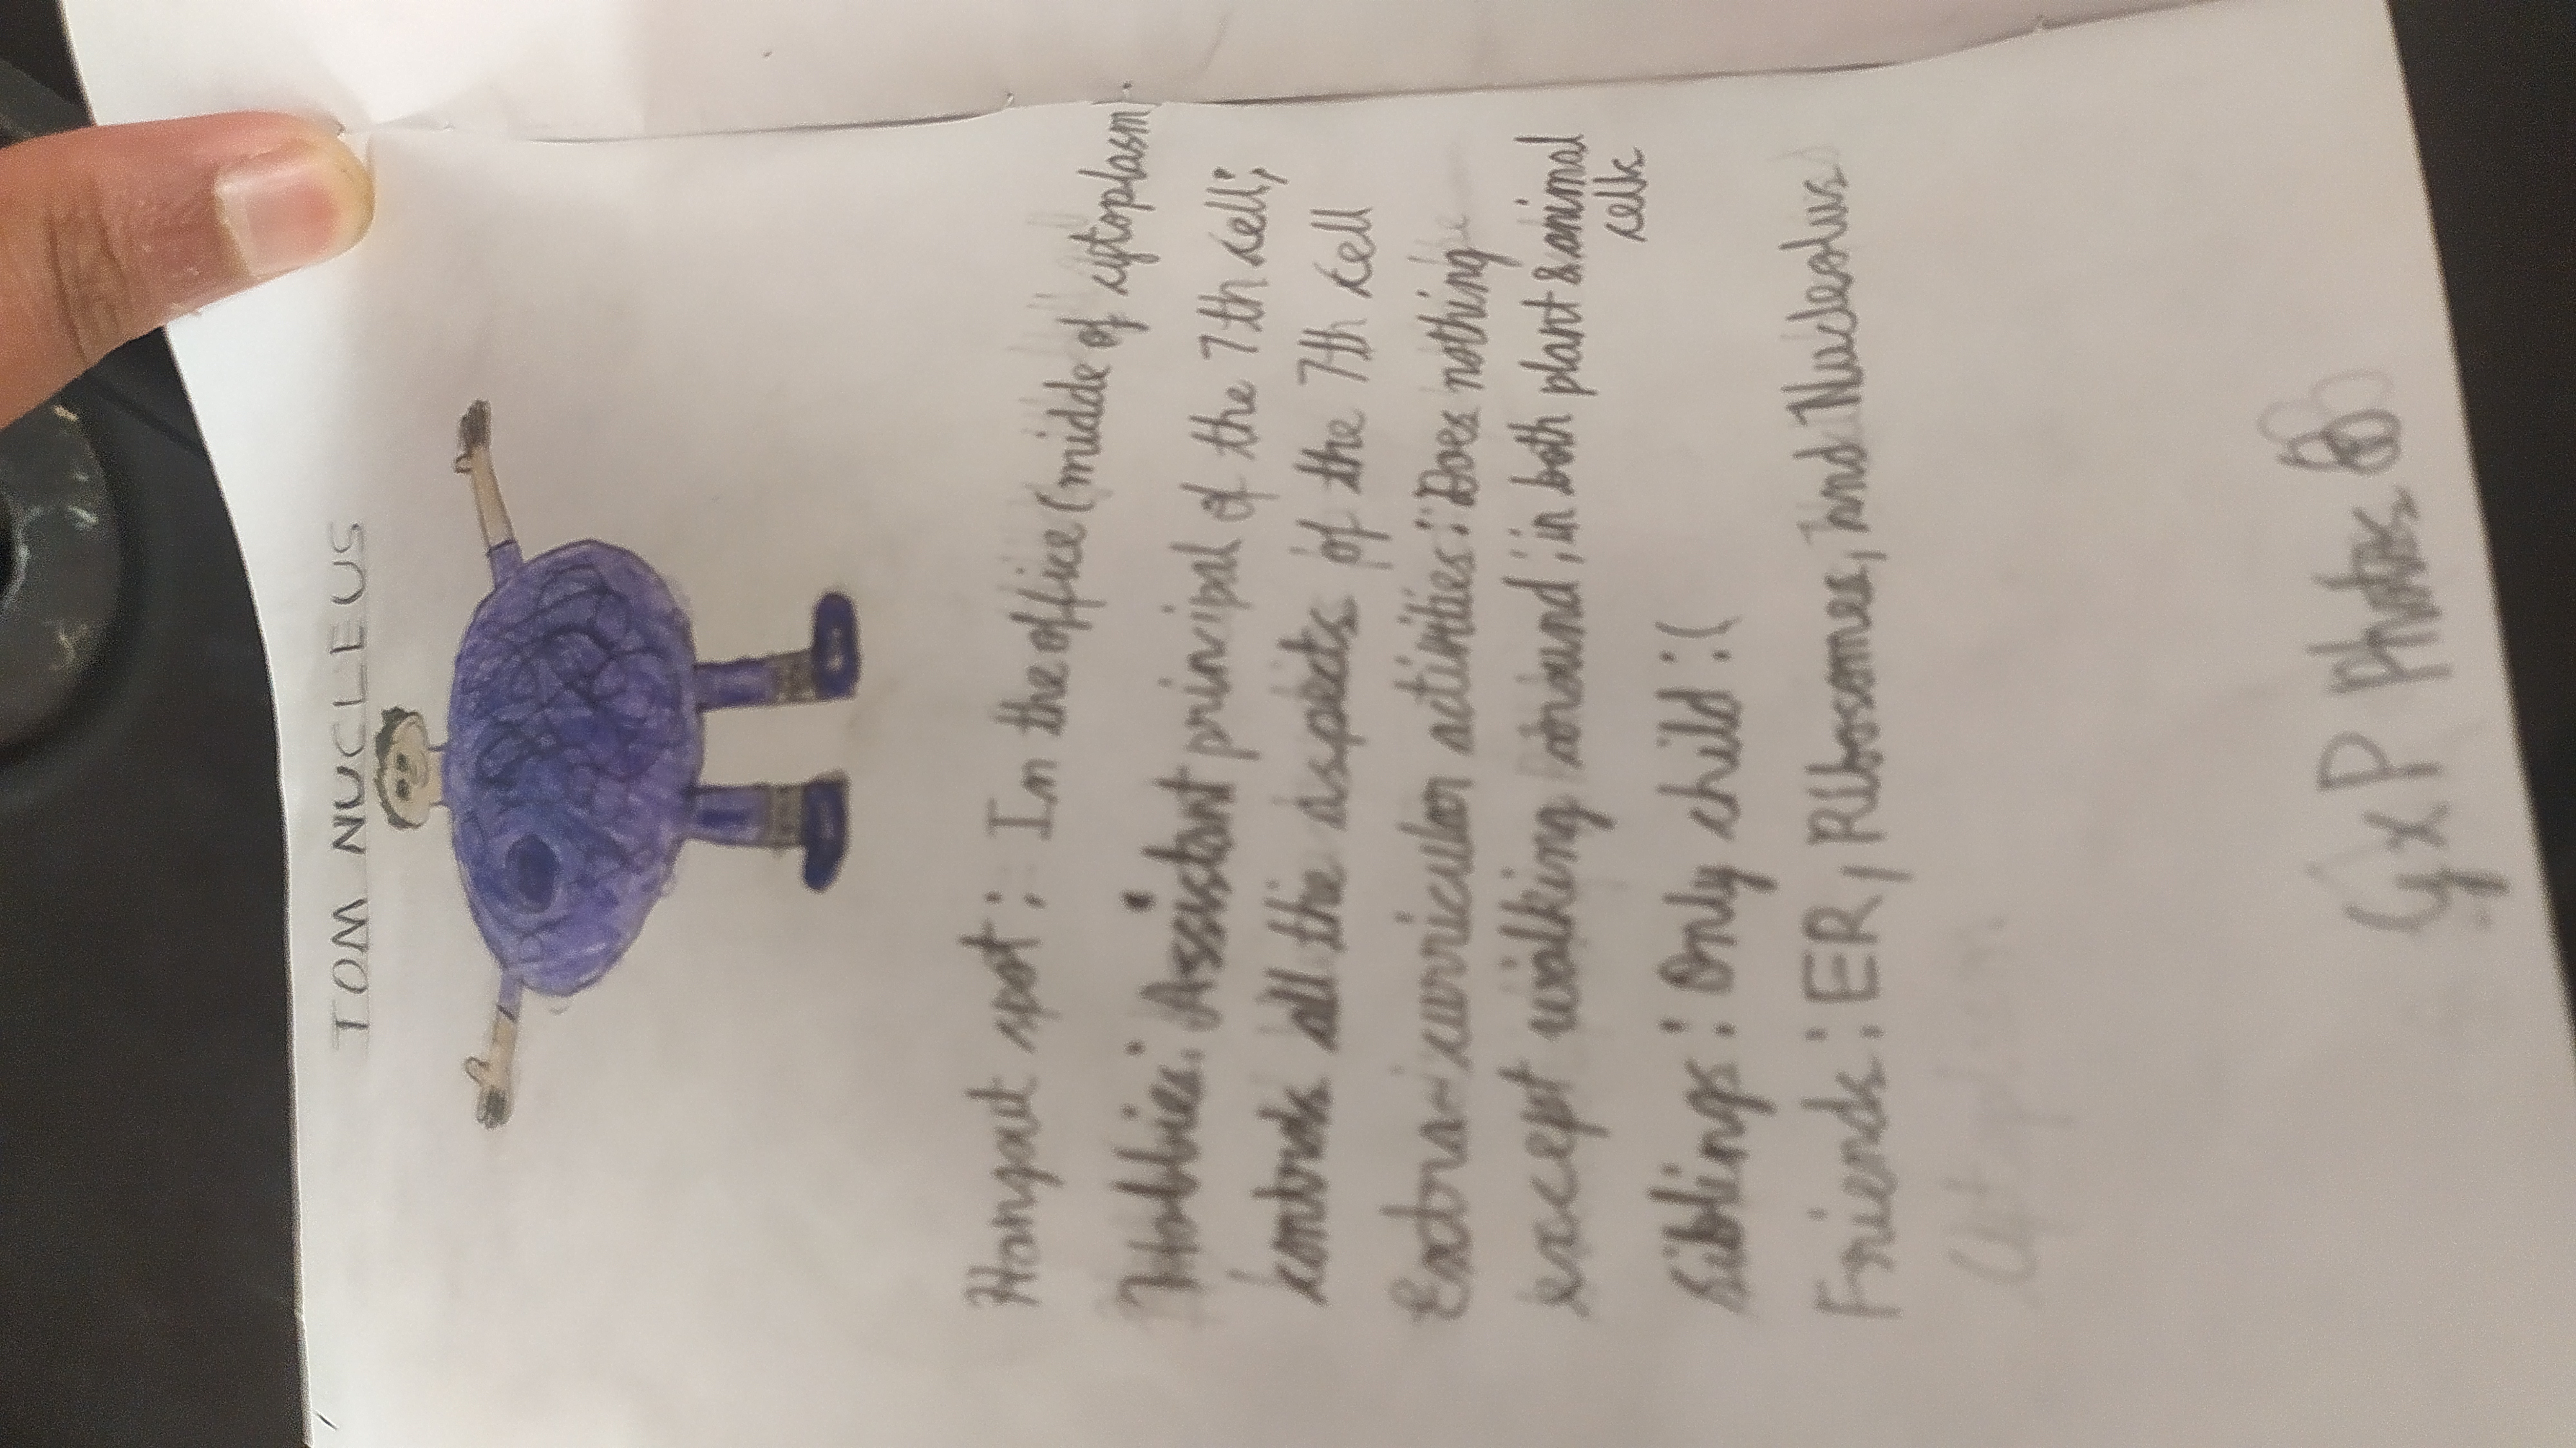 TOM NUCLEUS
Hangout spot: In the office (midde of cytoplasm)
Hobbies: Assistant principal of the 7th cell;
controls all the aspects of the 7th cell
Extra-curricular activities: Does nothing
except walking around, in both plant & animal
cells
Siblings: Only child :(
Friends: ER, Ribosomes, and Nucleolus
GxP Photos